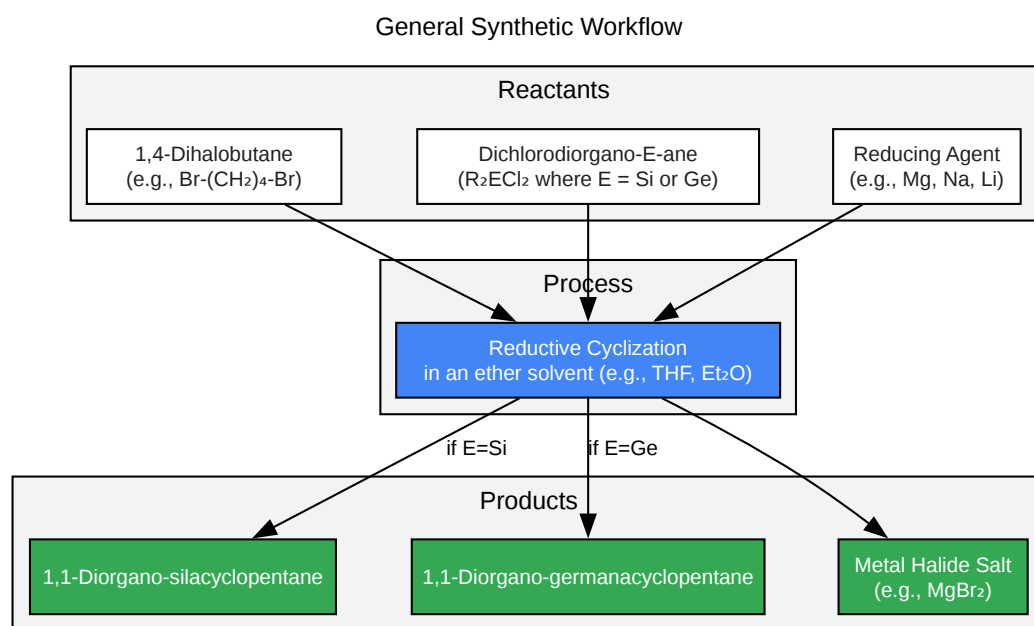 General Synthetic Workflow
Reactants
1,4-Dihalobutane
(e.g., Br-(CH₂)₄-Br)
Dichlorodiorgano-E-ane
(R₂ECl₂ where E = Si or Ge)
Reducing Agent
(e.g., Mg, Na, Li)
Process
Reductive Cyclization
in an ether solvent (e.g., THF, Et₂O)
if E=Si
if E=Ge
Products
1,1-Diorgano-silacyclopentane
1,1-Diorgano-germanacyclopentane
Metal Halide Salt
(e.g., MgBr₂)